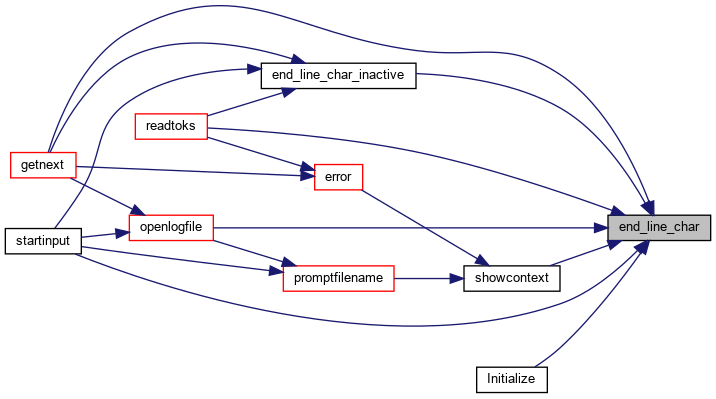 end_line_char_inactive
readtoks
getnext
error
openlogfile
end_line_char
startinput
promptfilename
showcontext
Initialize